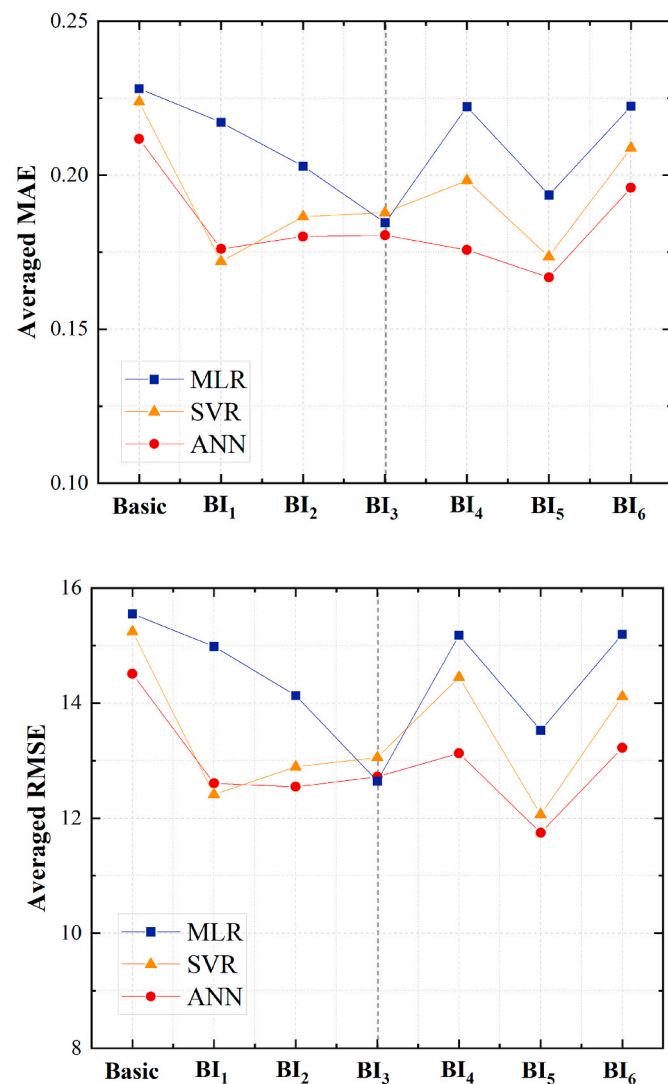 0.25
0.20
0.15
0.10
Averaged MAE
MLR
SVR
ANN
Basic BI₁ BI₂ BI₃ BI₄ BI₅ BI₆
16
14
12
10
8
Averaged RMSE
MLR
SVR
ANN
Basic BI₁ BI₂ BI₃ BI₄ BI₅ BI₆